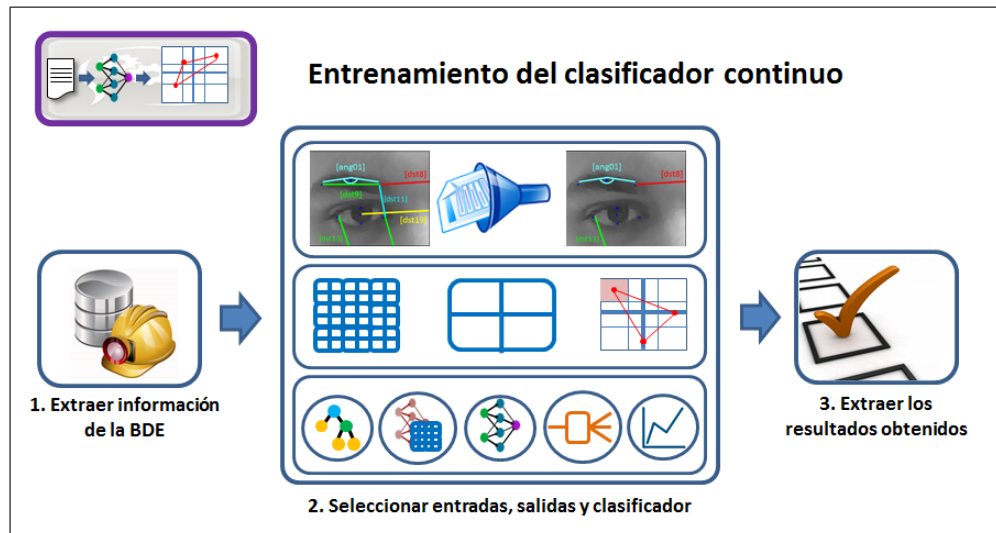 Entrenamiento del clasificador continuo
[ang01]
[dst8]
[dst9]
[dst11]
[dst19]
[dst13]
[ang01]
[dst8]
[dst13]
1. Extraer información
de la BDE
2. Seleccionar entradas, salidas y clasificador
3. Extraer los
resultados obtenidos